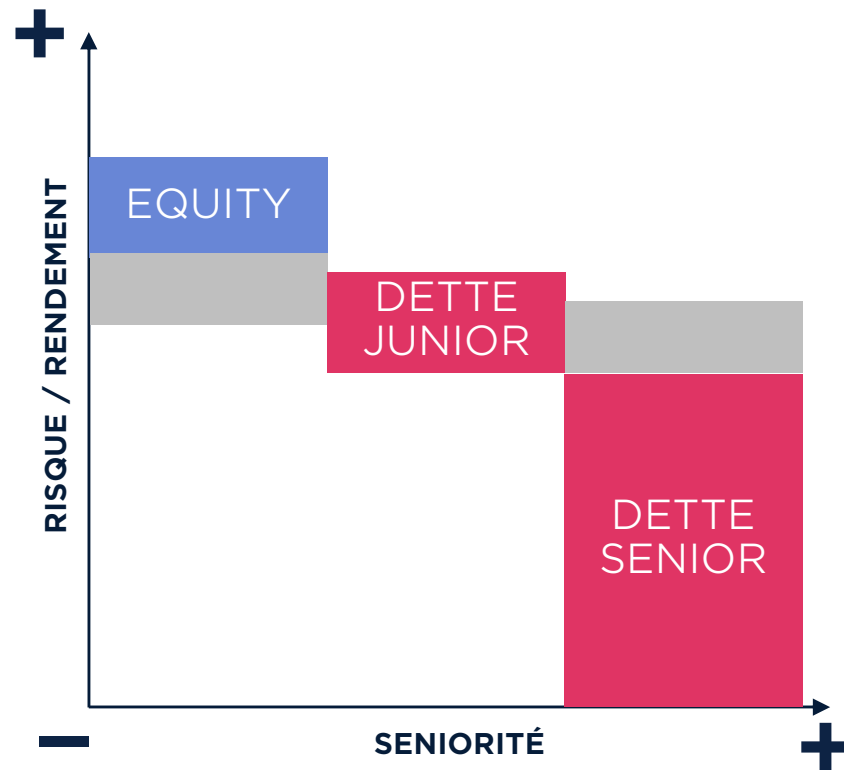 +
RISQUE / RENDEMENT
EQUITY
DETTE
JUNIOR
DETTE
SENIOR
−
SENIORITÉ
+